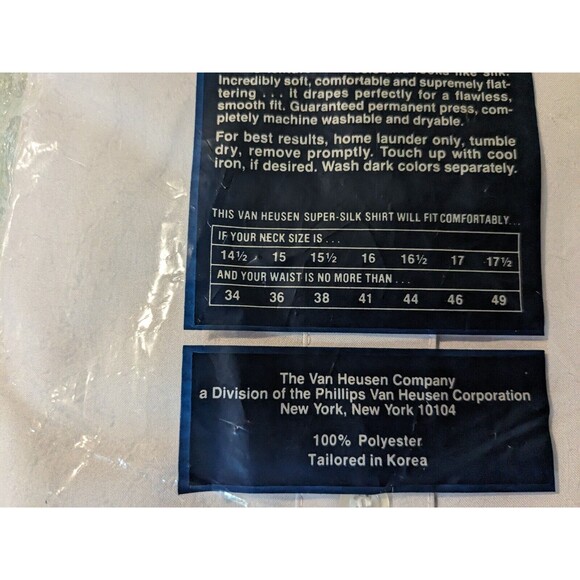 looks like silk.
Incredibly soft, comfortable and supremely flat-
tering . . . it drapes perfectly for a flawless,
smooth fit. Guaranteed permanent press, com-
pletely machine washable and dryable.
For best results, home launder only, tumble
dry, remove promptly. Touch up with cool
iron, if desired. Wash dark colors separately.
THIS VAN HEUSEN SUPER-SILK SHIRT WILL FIT COMFORTABLY...
IF YOUR NECK SIZE IS . . .
14½ 15 15½ 16 16½ 17 17½
AND YOUR WAIST IS NO MORE THAN . . .
34 36 38 41 44 46 49
The Van Heusen Company
a Division of the Phillips Van Heusen Corporation
New York, New York 10104
100% Polyester
Tailored in Korea